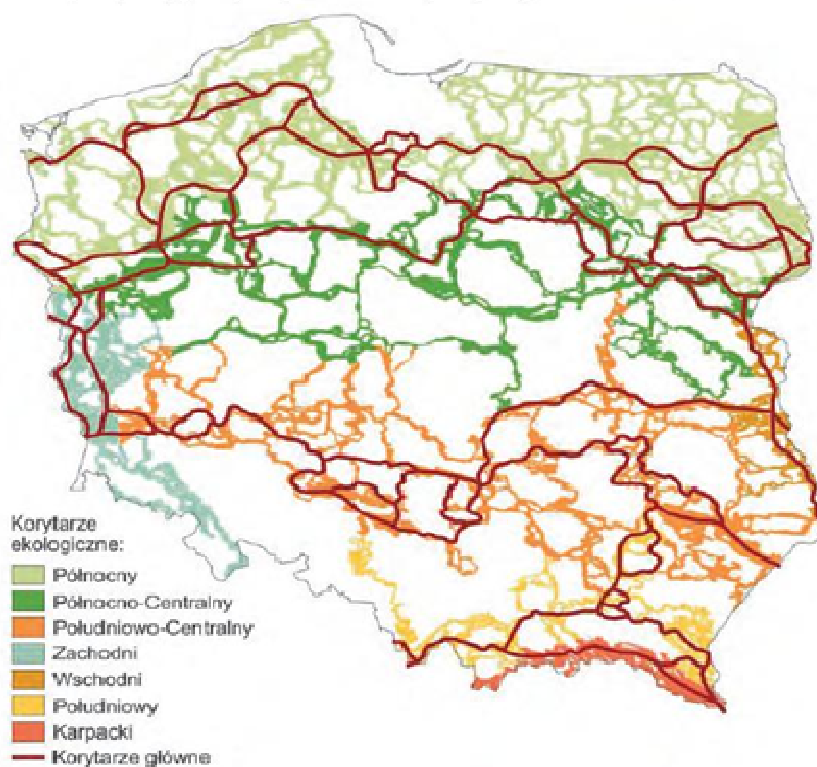 Korytarze
ekologiczne:
Północny
Północno-Centralny
Południowo-Centralny
Zachodni
Wschodni
Południowy
Karpacki
Korytarze główne